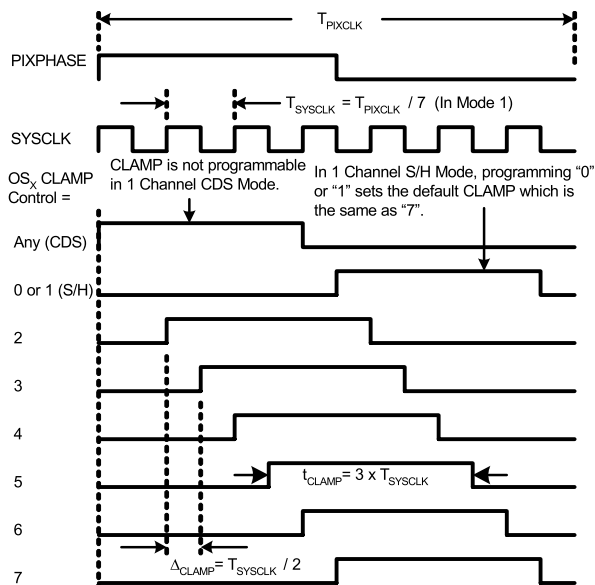 T_PIXCLK
PIXPHASE
T_SYSCLK = T_PIXCLK / 7 (In Mode 1)
SYSCLK
OS_X CLAMP
Control =
CLAMP is not programmable
in 1 Channel CDS Mode.
In 1 Channel S/H Mode, programming “0”
or “1” sets the default CLAMP which is
the same as “7”.
Any (CDS)
0 or 1 (S/H)
2
3
4
5
t_CLAMP= 3 x T_SYSCLK
6
Δ_CLAMP= T_SYSCLK / 2
7